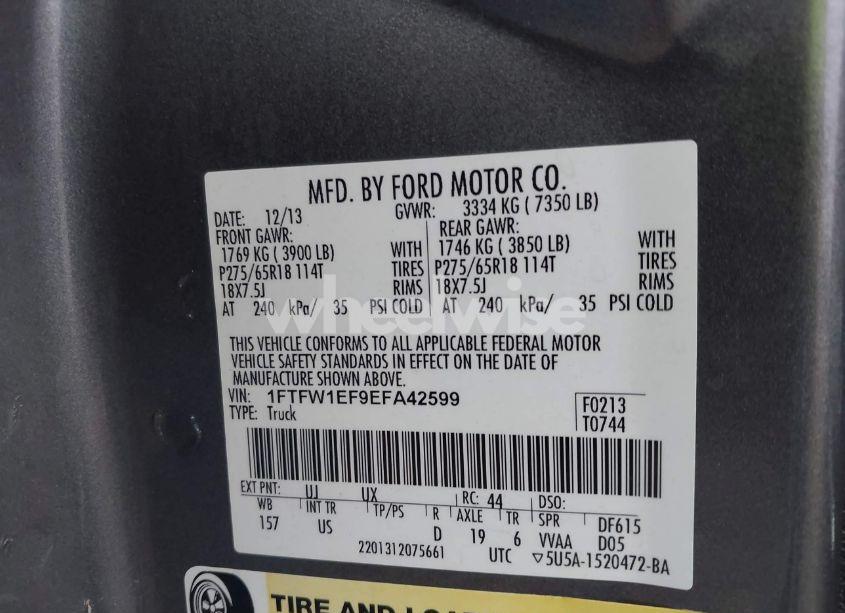 MFD. BY FORD MOTOR CO.
DATE: 12/13 GVWR: 3334 KG ( 7350 LB)
FRONT GAWR: REAR GAWR:
1769 KG ( 3900 LB) WITH 1746 KG ( 3850 LB) WITH
P275/65R18 114T TIRES P275/65R18 114T TIRES
18X7.5J RIMS 18X7.5J RIMS
AT 240 kPa/ 35 PSI COLD AT 240 kPa/ 35 PSI COLD
wheelwise
THIS VEHICLE CONFORMS TO ALL APPLICABLE FEDERAL MOTOR
VEHICLE SAFETY STANDARDS IN EFFECT ON THE DATE OF
MANUFACTURE SHOWN ABOVE.
VIN: 1FTFW1EF9EFA42599 F0213
TYPE: Truck T0744
EXT PNT: UJ UX RC: 44 DSO:
WB INT TR TP/PS R AXLE TR SPR DF615
157 US D 19 6 VVAA D05
2201312075661 UTC ▽5U5A-1520472-BA